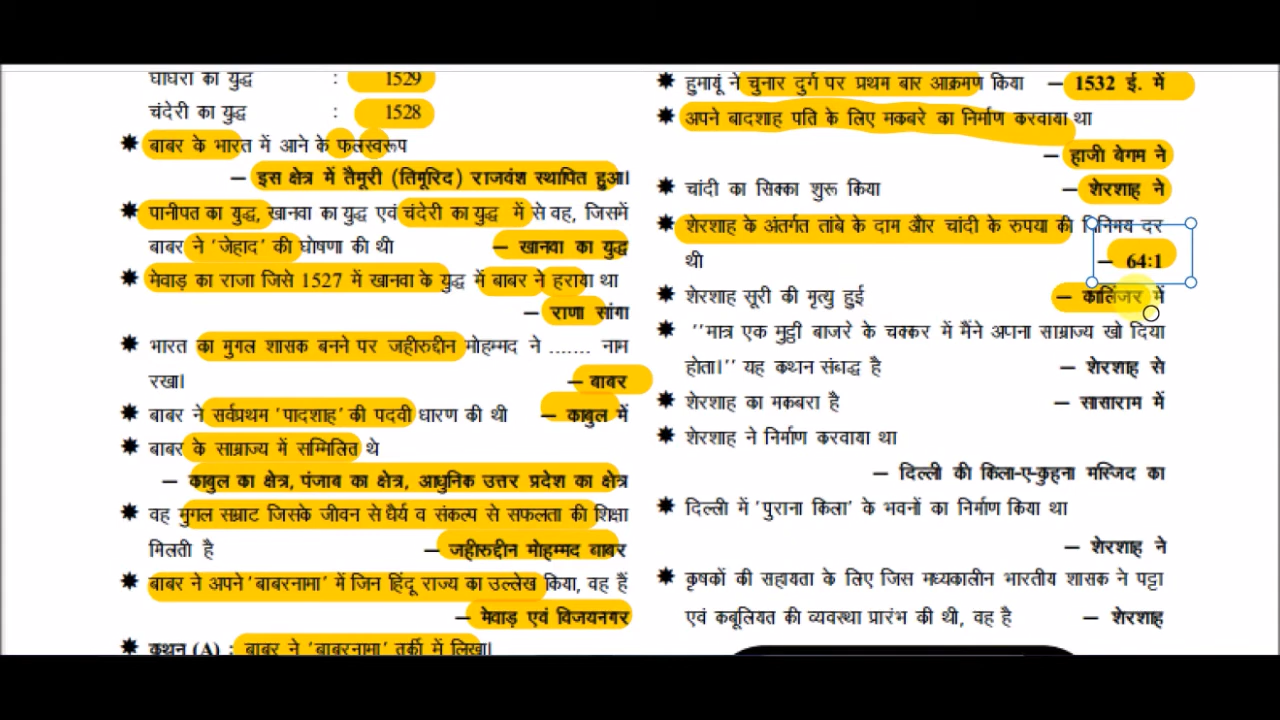 घाघरा का युद्ध : 1529
चंदेरी का युद्ध : 1528
✷ बाबर के भारत में आने के फलस्वरूप
– इस क्षेत्र में तैमूरी (तिमूरिद) राजवंश स्थापित हुआ।
✷ पानीपत का युद्ध, खानवा का युद्ध एवं चंदेरी का युद्ध में से वह, जिसमें
बाबर ने 'जेहाद' की घोषणा की थी – खानवा का युद्ध
✷ मेवाड़ का राजा जिसे 1527 में खानवा के युद्ध में बाबर ने हराया था
– राणा सांगा
✷ भारत का मुगल शासक बनने पर जहीरुद्दीन मोहम्मद ने ....... नाम
रखा। – बाबर
✷ बाबर ने सर्वप्रथम 'पादशाह' की पदवी धारण की थी – काबुल में
✷ बाबर के साम्राज्य में सम्मिलित थे
– काबुल का क्षेत्र, पंजाब का क्षेत्र, आधुनिक उत्तर प्रदेश का क्षेत्र
✷ वह मुगल सम्राट जिसके जीवन से धैर्य व संकल्प से सफलता की शिक्षा
मिलती है – जहीरुद्दीन मोहम्मद बाबर
✷ बाबर ने अपने 'बाबरनामा' में जिन हिंदू राज्य का उल्लेख किया, वह हैं
– मेवाड़ एवं विजयनगर
✷ कथन (A) : बाबर ने 'बाबरनामा' तुर्की में लिखा।
✷ हुमायूं ने चुनार दुर्ग पर प्रथम बार आक्रमण किया – 1532 ई. में
✷ अपने बादशाह पति के लिए मकबरे का निर्माण करवाया था
– हाजी बेगम ने
✷ चांदी का सिक्का शुरू किया – शेरशाह ने
✷ शेरशाह के अंतर्गत तांबे के दाम और चांदी के रुपया की विनिमय दर
थी – 64:1
✷ शेरशाह सूरी की मृत्यु हुई – कालिंजर में
✷ ''मात्र एक मुट्ठी बाजरे के चक्कर में मैंने अपना साम्राज्य खो दिया
होता।'' यह कथन संबद्ध है – शेरशाह से
✷ शेरशाह का मकबरा है – सासाराम में
✷ शेरशाह ने निर्माण करवाया था
– दिल्ली की किला-ए-कुहना मस्जिद का
✷ दिल्ली में 'पुराना किला' के भवनों का निर्माण किया था
– शेरशाह ने
✷ कृषकों की सहायता के लिए जिस मध्यकालीन भारतीय शासक ने पट्टा
एवं कबूलियत की व्यवस्था प्रारंभ की थी, वह है – शेरशाह